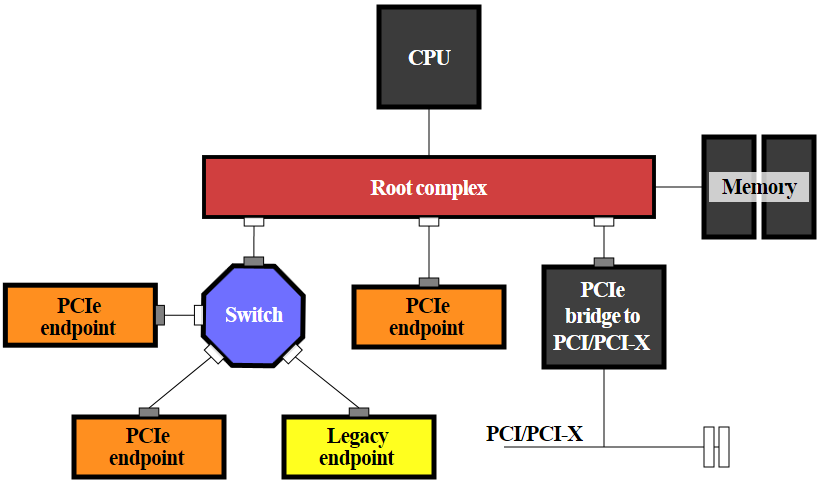 CPU
Root complex
Memory
PCIe
endpoint
Switch
PCIe
endpoint
PCIe
bridge to
PCI/PCI-X
PCIe
endpoint
Legacy
endpoint
PCI/PCI-X